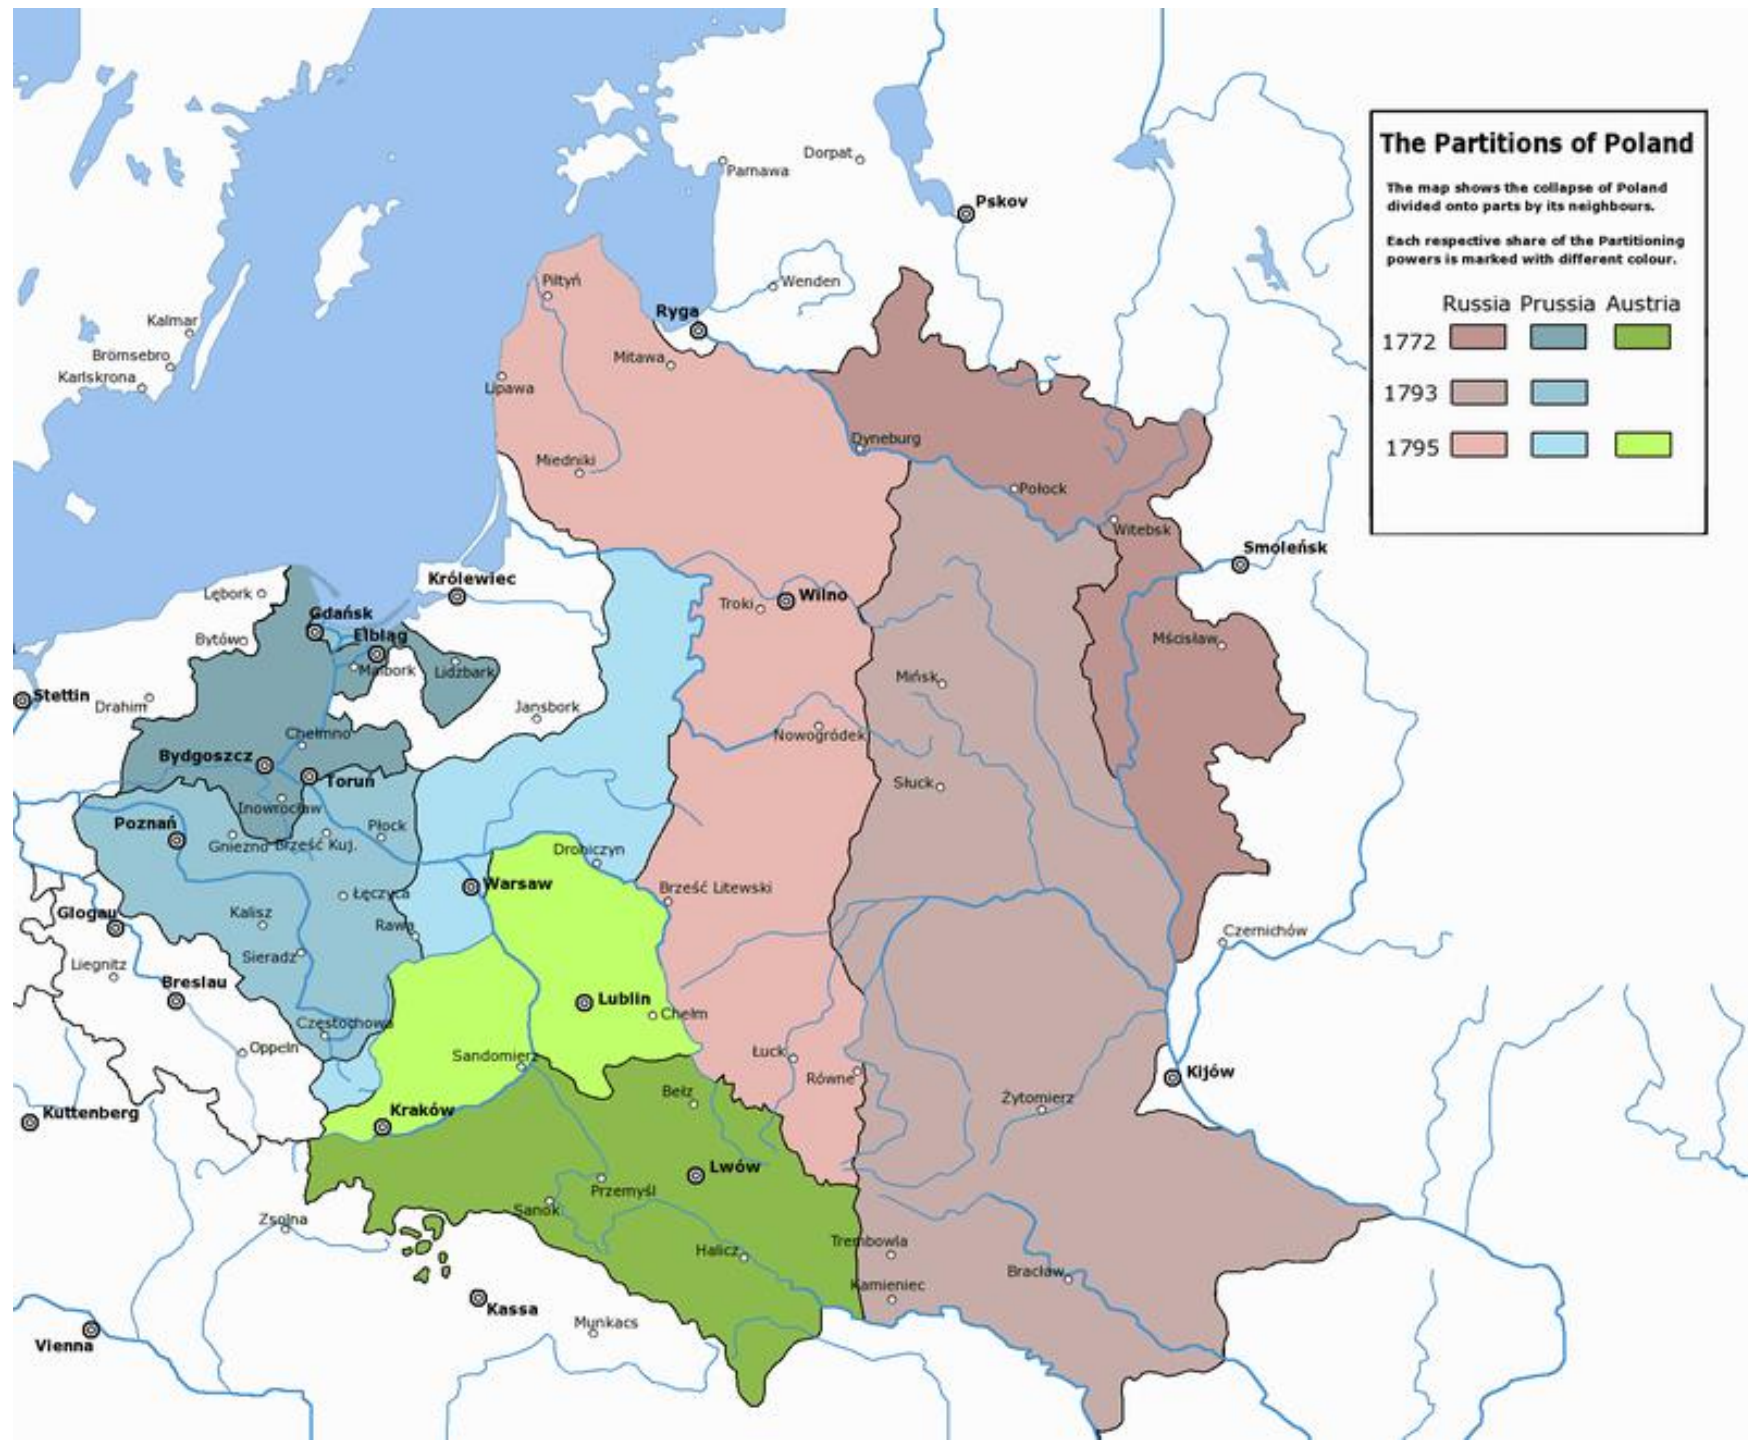 The Partitions of Poland
The map shows the collapse of Poland
divided onto parts by its neighbours.
Each respective share of the Partitioning
powers is marked with different colour.
Russia Prussia Austria
1772
1793
1795
Parnawa
Dorpat
Pskov
Piltyń
Wenden
Ryga
Kalmar
Brömsebro
Karlskrona
Mitawa
Lipawa
Dyneburg
Miedniki
Połock
Witebsk
Smoleńsk
Królewiec
Lębork
Gdańsk
Troki
Wilno
Bytówo
Elbląg
Malbork
Lidzbark
Mścisław
Mińsk
Stettin
Drahim
Jansbork
Chełmno
Nowogródek
Bydgoszcz
Toruń
Słuck
Inowrocław
Poznań
Płock
Gniezno
Brześć Kuj.
Drohiczyn
Warsaw
Brześć Litewski
Łęczyca
Glogau
Kalisz
Rawa
Czernichów
Sieradz
Liegnitz
Breslau
Lublin
Chełm
Częstochowa
Oppeln
Sandomierz
Łuck
Równe
Kijów
Bełz
Żytomierz
Kuttenberg
Kraków
Lwów
Przemyśl
Sanok
Zsolna
Halicz
Trembowla
Bracław
Kamieniec
Kassa
Munkacs
Vienna